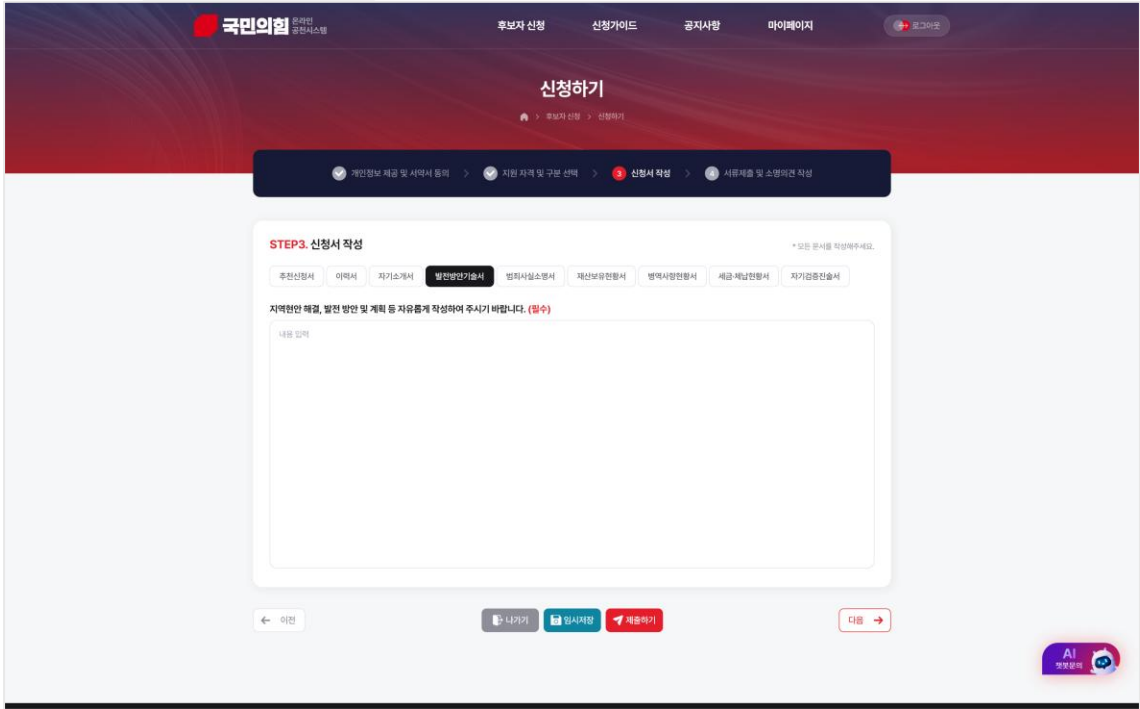 국민의힘 온라인 공천시스템
후보자 신청 신청가이드 공지사항 마이페이지 로그아웃
신청하기
후보자 신청 > 신청하기
개인정보 제공 및 서약서 동의 > 지원 자격 및 구분 선택 > 3 신청서 작성 > 4 서류제출 및 소명의견 작성
STEP3. 신청서 작성
* 모든 문서를 작성해주세요.
추천신청서 이력서 자기소개서 발전방안기술서 범죄사실소명서 재산보유현황서 병역사항현황서 세금·체납현황서 자기검증진술서
지역현안 해결, 발전 방안 및 계획 등 자유롭게 작성하여 주시기 바랍니다. (필수)
내용 입력
← 이전 나가기 임시저장 제출하기 다음 →
AI
챗봇문의